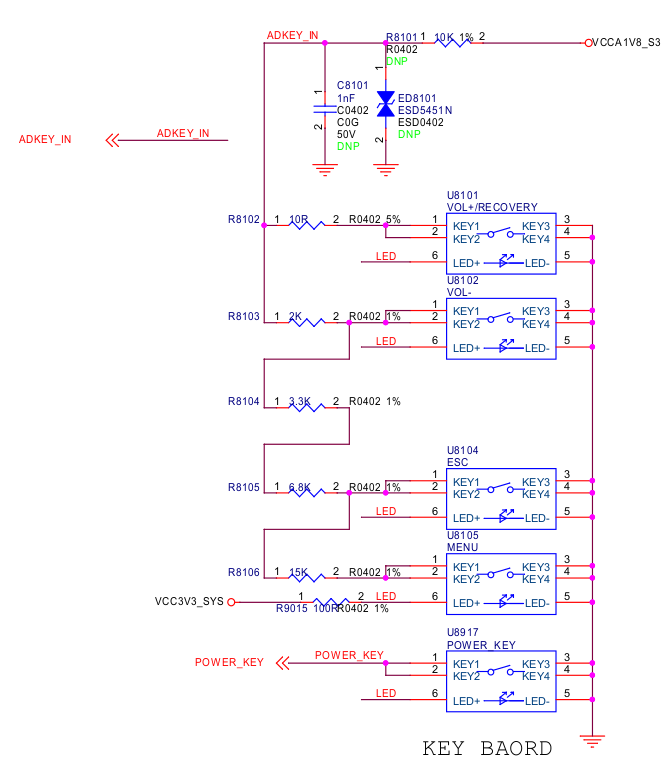 ADKEY_IN
R8101 1 10K 1% 2
VCCA1V8_S3
R0402
DNP
1
1
C8101
1nF
C0402
C0G
50V
DNP
2
ED8101
ESD5451N
ESD0402
DNP
2
ADKEY_IN
ADKEY_IN
U8101
VOL+/RECOVERY
R8102 1 10R 2 R0402 5%
1 KEY1 KEY3 3
2 KEY2 KEY4 4
LED 6 LED+ LED- 5
U8102
VOL-
R8103 1 2K 2 R0402 1%
1 KEY1 KEY3 3
2 KEY2 KEY4 4
LED 6 LED+ LED- 5
R8104 1 3.3K 2 R0402 1%
U8104
ESC
R8105 1 6.8K 2 R0402 1%
1 KEY1 KEY3 3
2 KEY2 KEY4 4
LED 6 LED+ LED- 5
U8105
MENU
R8106 1 15K 2 R0402 1%
1 KEY1 KEY3 3
2 KEY2 KEY4 4
VCC3V3_SYS 1 2 LED 6 LED+ LED- 5
R9015 100R R0402 1%
U8917
POWER_KEY
POWER_KEY POWER_KEY
1 KEY1 KEY3 3
2 KEY2 KEY4 4
LED 6 LED+ LED- 5
KEY BAORD